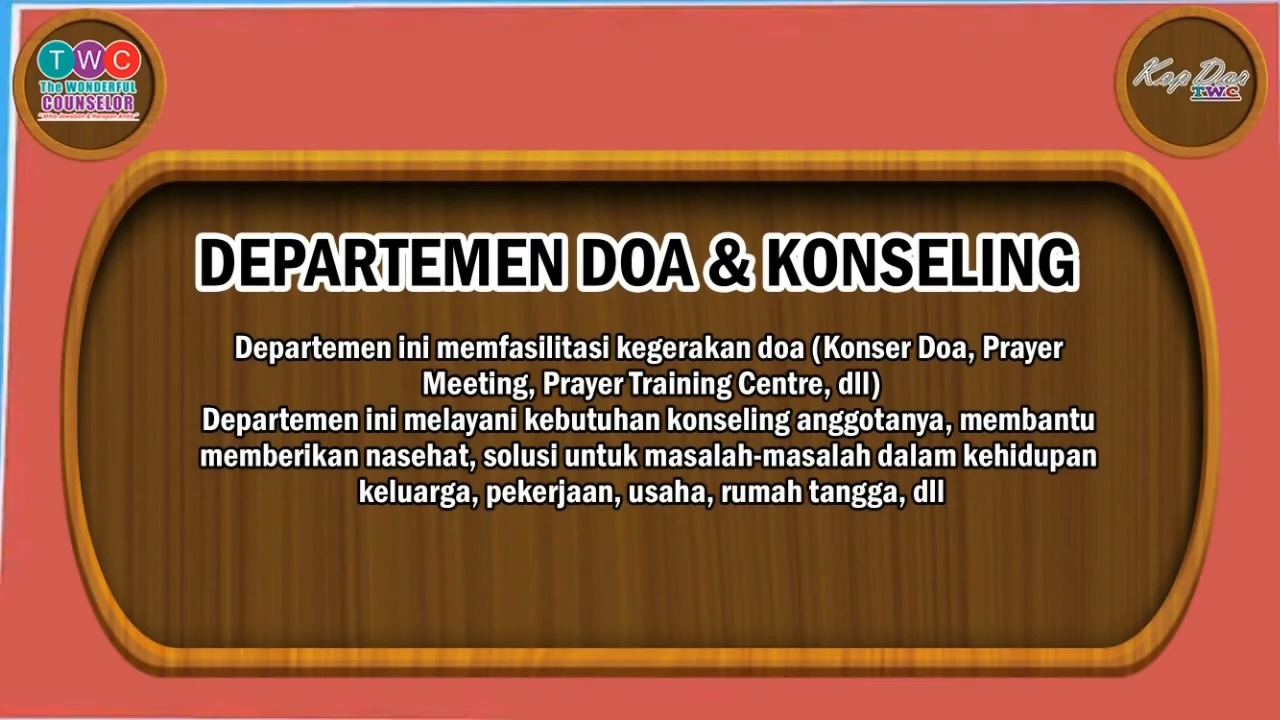 TWC
The WONDERFUL
COUNSELOR
Kop Dar
TWC
DEPARTEMEN DOA & KONSELING
Departemen ini memfasilitasi kegerakan doa (Konser Doa, Prayer
Meeting, Prayer Training Centre, dll)
Departemen ini melayani kebutuhan konseling anggotanya, membantu
memberikan nasehat, solusi untuk masalah-masalah dalam kehidupan
keluarga, pekerjaan, usaha, rumah tangga, dll